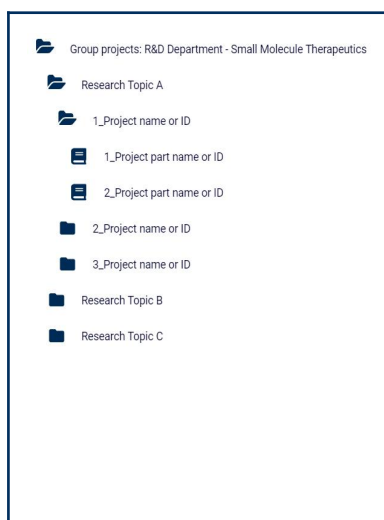 Group projects: R&D Department - Small Molecule Therapeutics
Research Topic A
1_Project name or ID
1_Project part name or ID
2_Project part name or ID
2_Project name or ID
3_Project name or ID
Research Topic B
Research Topic C